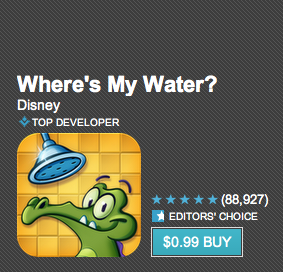 Where's My Water?
Disney
TOP DEVELOPER
(88,927)
EDITORS' CHOICE
$0.99 BUY